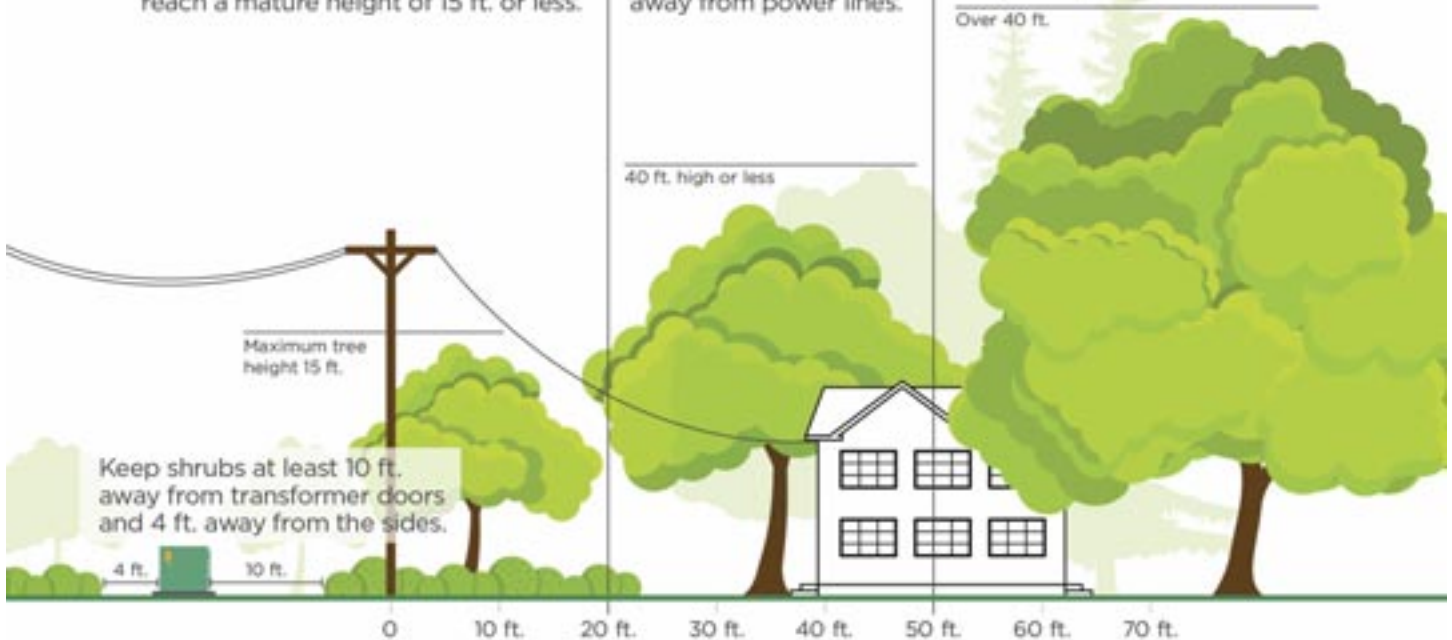 reach a mature height of 15 ft. or less.
away from power lines.
Over 40 ft.
40 ft. high or less
Maximum tree
height 15 ft.
Keep shrubs at least 10 ft.
away from transformer doors
and 4 ft. away from the sides.
4 ft.
10 ft.
0
10 ft.
20 ft.
30 ft.
40 ft.
50 ft.
60 ft.
70 ft.